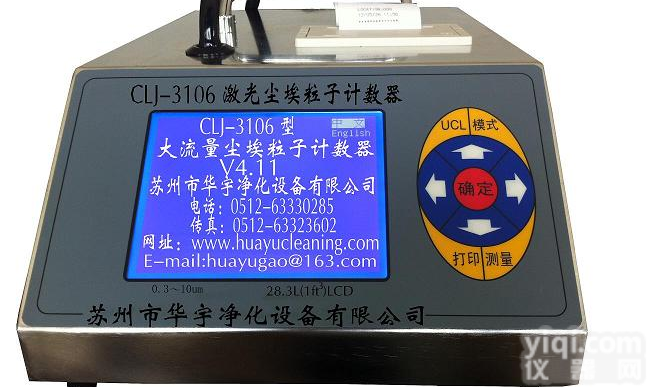 CLJ-3106 激光尘埃粒子计数器
CLJ-3106 型
中 文
English
大流量尘埃粒子计数器
V4.11
苏州市华宇净化设备有限公司
电话: 0512-63330285
传真: 0512-63323602
网址: www.huayucleaning.com
E-mail:huayugao@163.com
UCL 模式
确定
打印 测量
0.3~10um
28.3L(1ft³)LCD
苏州市华宇净化设备有限公司
yiqi.com
仪器网